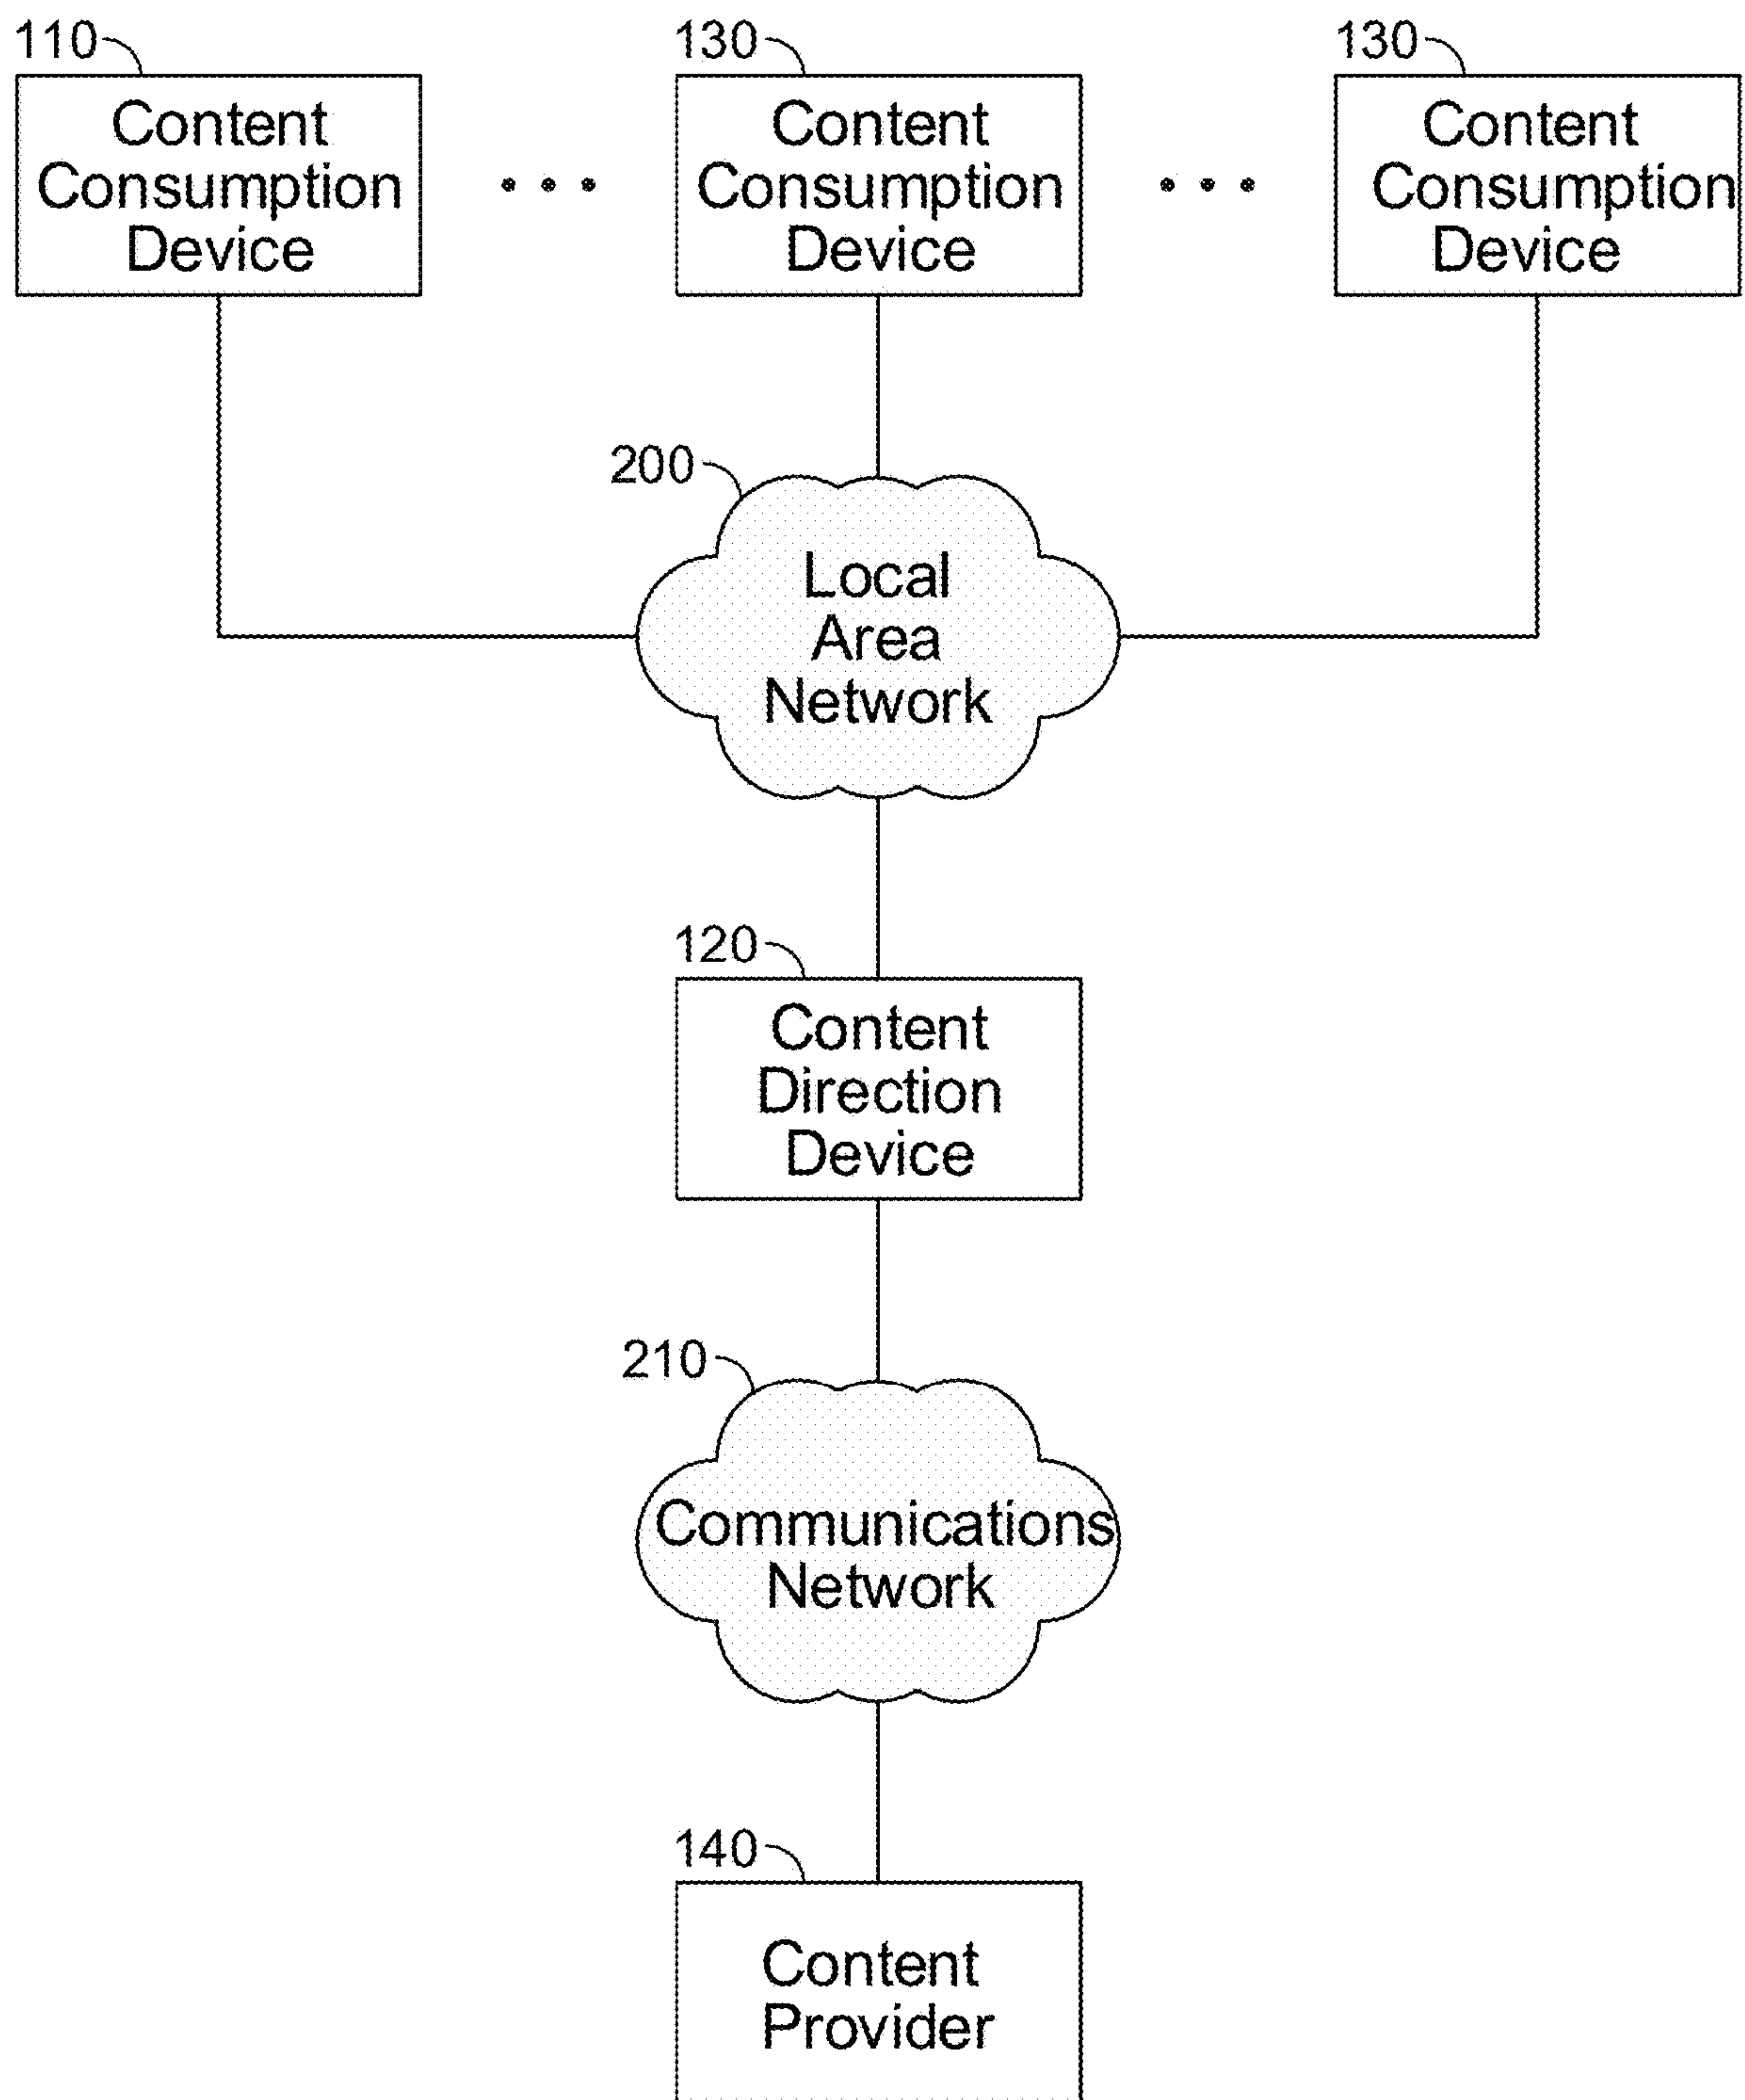 110
130
130
Content
Consumption
Device
Content
Consumption
Device
Content
Consumption
Device
200
Local
Area
Network
120
Content
Direction
Device
210
Communications
Network
140
Content
Provider